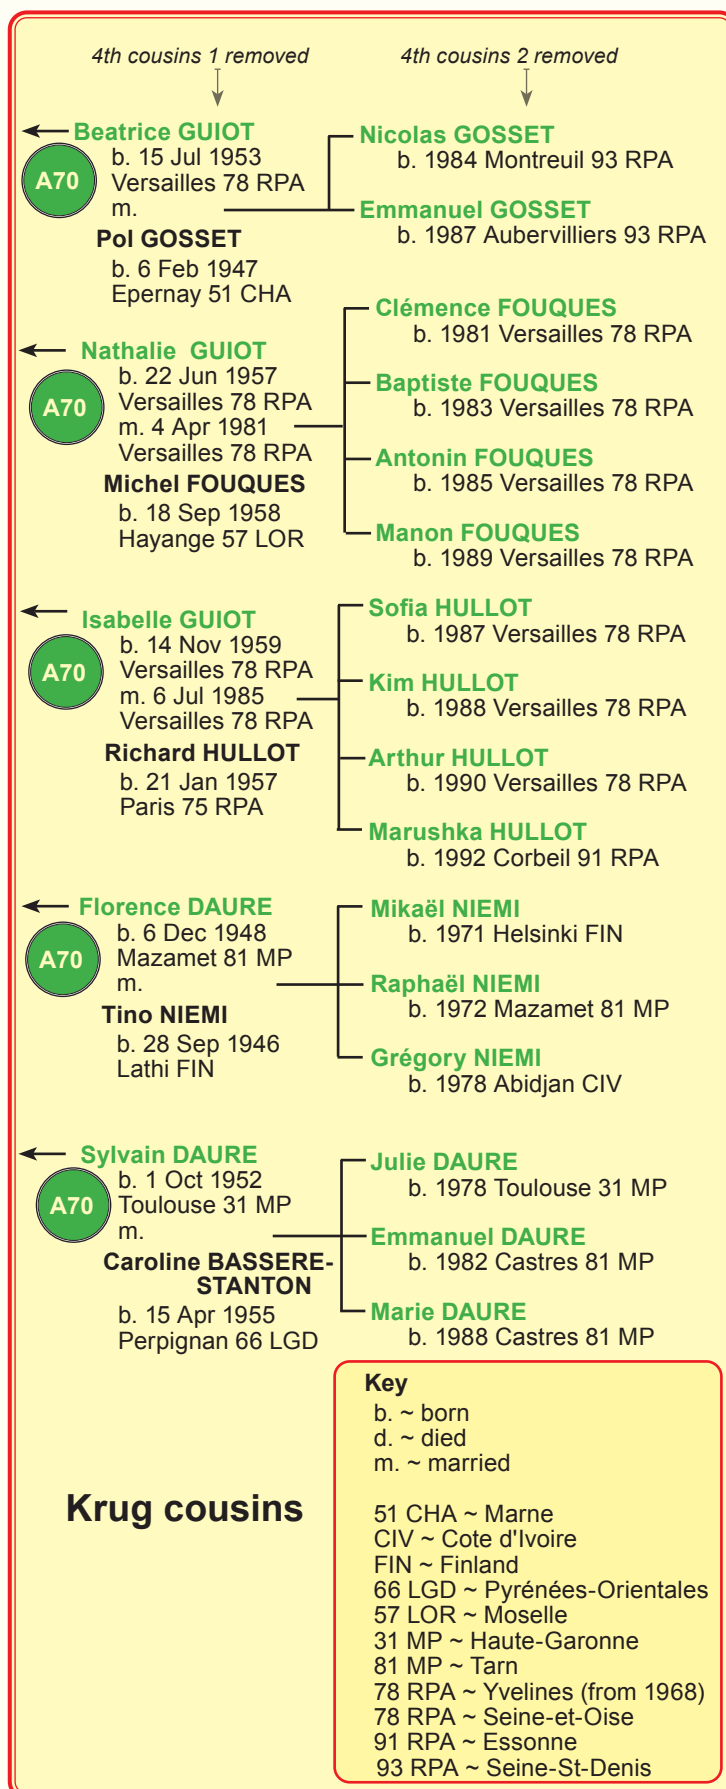 4th cousins 1 removed
4th cousins 2 removed
Beatrice GUIOT
A70
b. 15 Jul 1953
Versailles 78 RPA
m.
Pol GOSSET
b. 6 Feb 1947
Epernay 51 CHA
Nicolas GOSSET
b. 1984 Montreuil 93 RPA
Emmanuel GOSSET
b. 1987 Aubervilliers 93 RPA
Nathalie GUIOT
A70
b. 22 Jun 1957
Versailles 78 RPA
m. 4 Apr 1981
Versailles 78 RPA
Michel FOUQUES
b. 18 Sep 1958
Hayange 57 LOR
Clémence FOUQUES
b. 1981 Versailles 78 RPA
Baptiste FOUQUES
b. 1983 Versailles 78 RPA
Antonin FOUQUES
b. 1985 Versailles 78 RPA
Manon FOUQUES
b. 1989 Versailles 78 RPA
Isabelle GUIOT
A70
b. 14 Nov 1959
Versailles 78 RPA
m. 6 Jul 1985
Versailles 78 RPA
Richard HULLOT
b. 21 Jan 1957
Paris 75 RPA
Sofia HULLOT
b. 1987 Versailles 78 RPA
Kim HULLOT
b. 1988 Versailles 78 RPA
Arthur HULLOT
b. 1990 Versailles 78 RPA
Marushka HULLOT
b. 1992 Corbeil 91 RPA
Florence DAURE
A70
b. 6 Dec 1948
Mazamet 81 MP
m.
Tino NIEMI
b. 28 Sep 1946
Lathi FIN
Mikaël NIEMI
b. 1971 Helsinki FIN
Raphaël NIEMI
b. 1972 Mazamet 81 MP
Grégory NIEMI
b. 1978 Abidjan CIV
Sylvain DAURE
A70
b. 1 Oct 1952
Toulouse 31 MP
m.
Caroline BASSERE-
STANTON
b. 15 Apr 1955
Perpignan 66 LGD
Julie DAURE
b. 1978 Toulouse 31 MP
Emmanuel DAURE
b. 1982 Castres 81 MP
Marie DAURE
b. 1988 Castres 81 MP
Krug cousins
Key
b. ~ born
d. ~ died
m. ~ married
51 CHA ~ Marne
CIV ~ Cote d'Ivoire
FIN ~ Finland
66 LGD ~ Pyrénées-Orientales
57 LOR ~ Moselle
31 MP ~ Haute-Garonne
81 MP ~ Tarn
78 RPA ~ Yvelines (from 1968)
78 RPA ~ Seine-et-Oise
91 RPA ~ Essonne
93 RPA ~ Seine-St-Denis